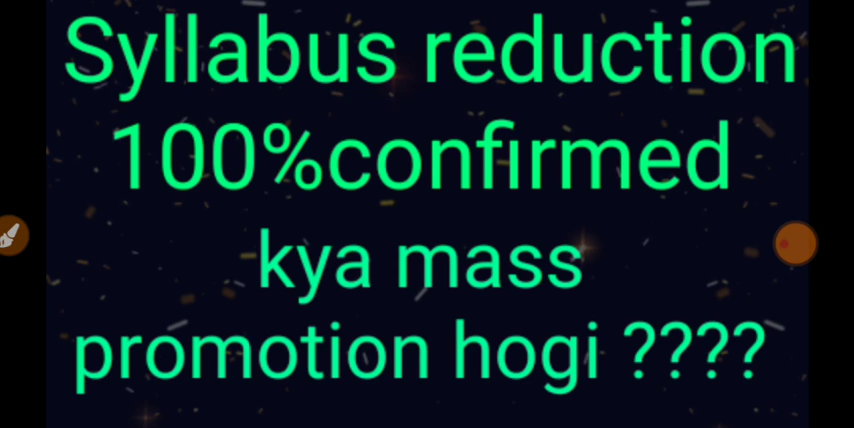 Syllabus reduction
100%confirmed
kya mass
promotion hogi ????